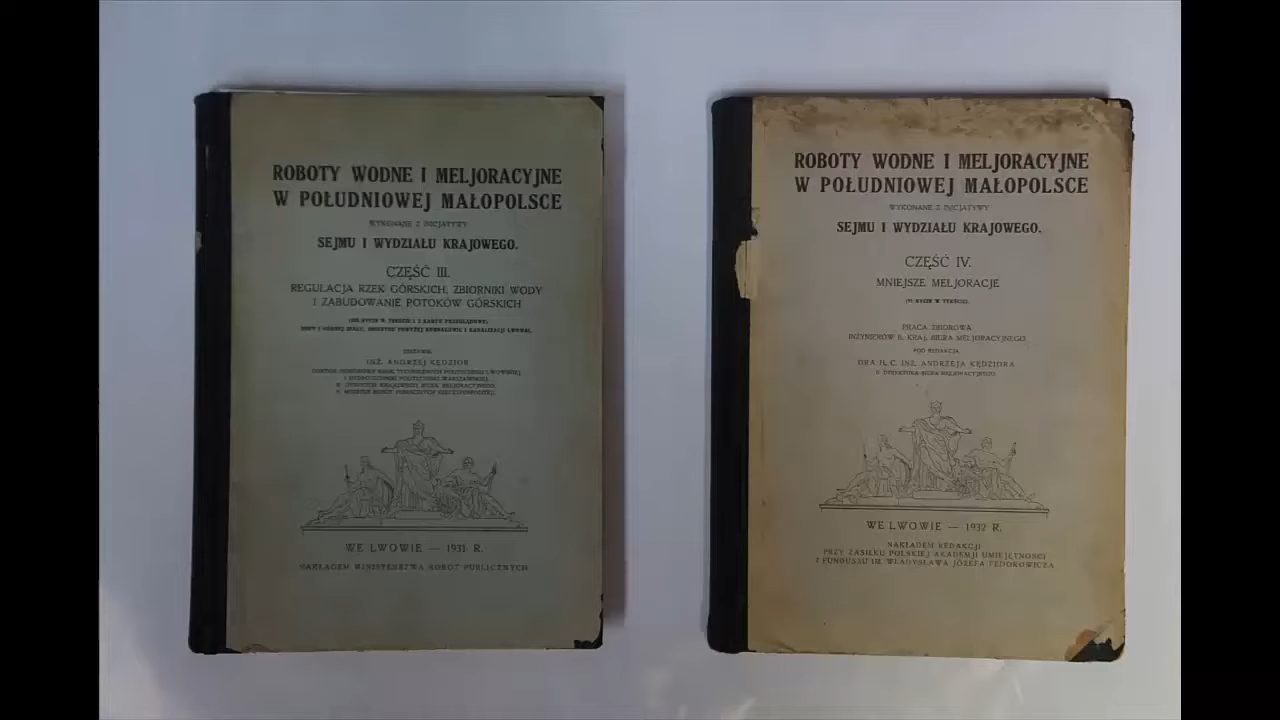 ROBOTY WODNE I MELJORACYJNE
W POŁUDNIOWEJ MAŁOPOLSCE
WYKONANE Z INICJATYWY
SEJMU I WYDZIAŁU KRAJOWEGO.
CZĘŚĆ III.
REGULACJA RZEK GÓRSKICH, ZBIORNIKI WODY
I ZABUDOWANIE POTOKÓW GÓRSKICH
INŻ. ANDRZEJ KĘDZIOR
WE LWOWIE — 1931 R.
NAKŁADEM MINISTERSTWA ROBÓT PUBLICZNYCH
ROBOTY WODNE I MELJORACYJNE
W POŁUDNIOWEJ MAŁOPOLSCE
WYKONANE Z INICJATYWY
SEJMU I WYDZIAŁU KRAJOWEGO.
CZĘŚĆ IV.
MNIEJSZE MELJORACJE
PRACA ZBIOROWA
INŻYNIERÓW B. KRAJ. BIURA MELJORACYJNEGO
POD REDAKCJĄ
DRA H. C. INŻ. ANDRZEJA KĘDZIORA
WE LWOWIE — 1932 R.
NAKŁADEM REDAKCJI
PRZY ZASIŁKU POLSKIEJ AKADEMJI UMIEJĘTNOŚCI
Z FUNDUSZU IM. WŁADYSŁAWA JÓZEFA FEDOROWICZA